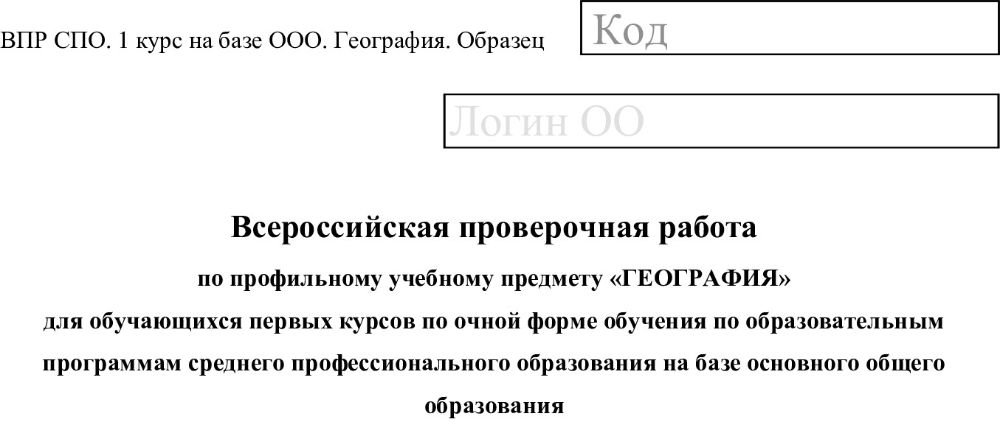 ВПР СПО. 1 курс на базе ООО. География. Образец
Код
Логин ОО
Всероссийская проверочная работа
по профильному учебному предмету «ГЕОГРАФИЯ»
для обучающихся первых курсов по очной форме обучения по образовательным
программам среднего профессионального образования на базе основного общего
образования